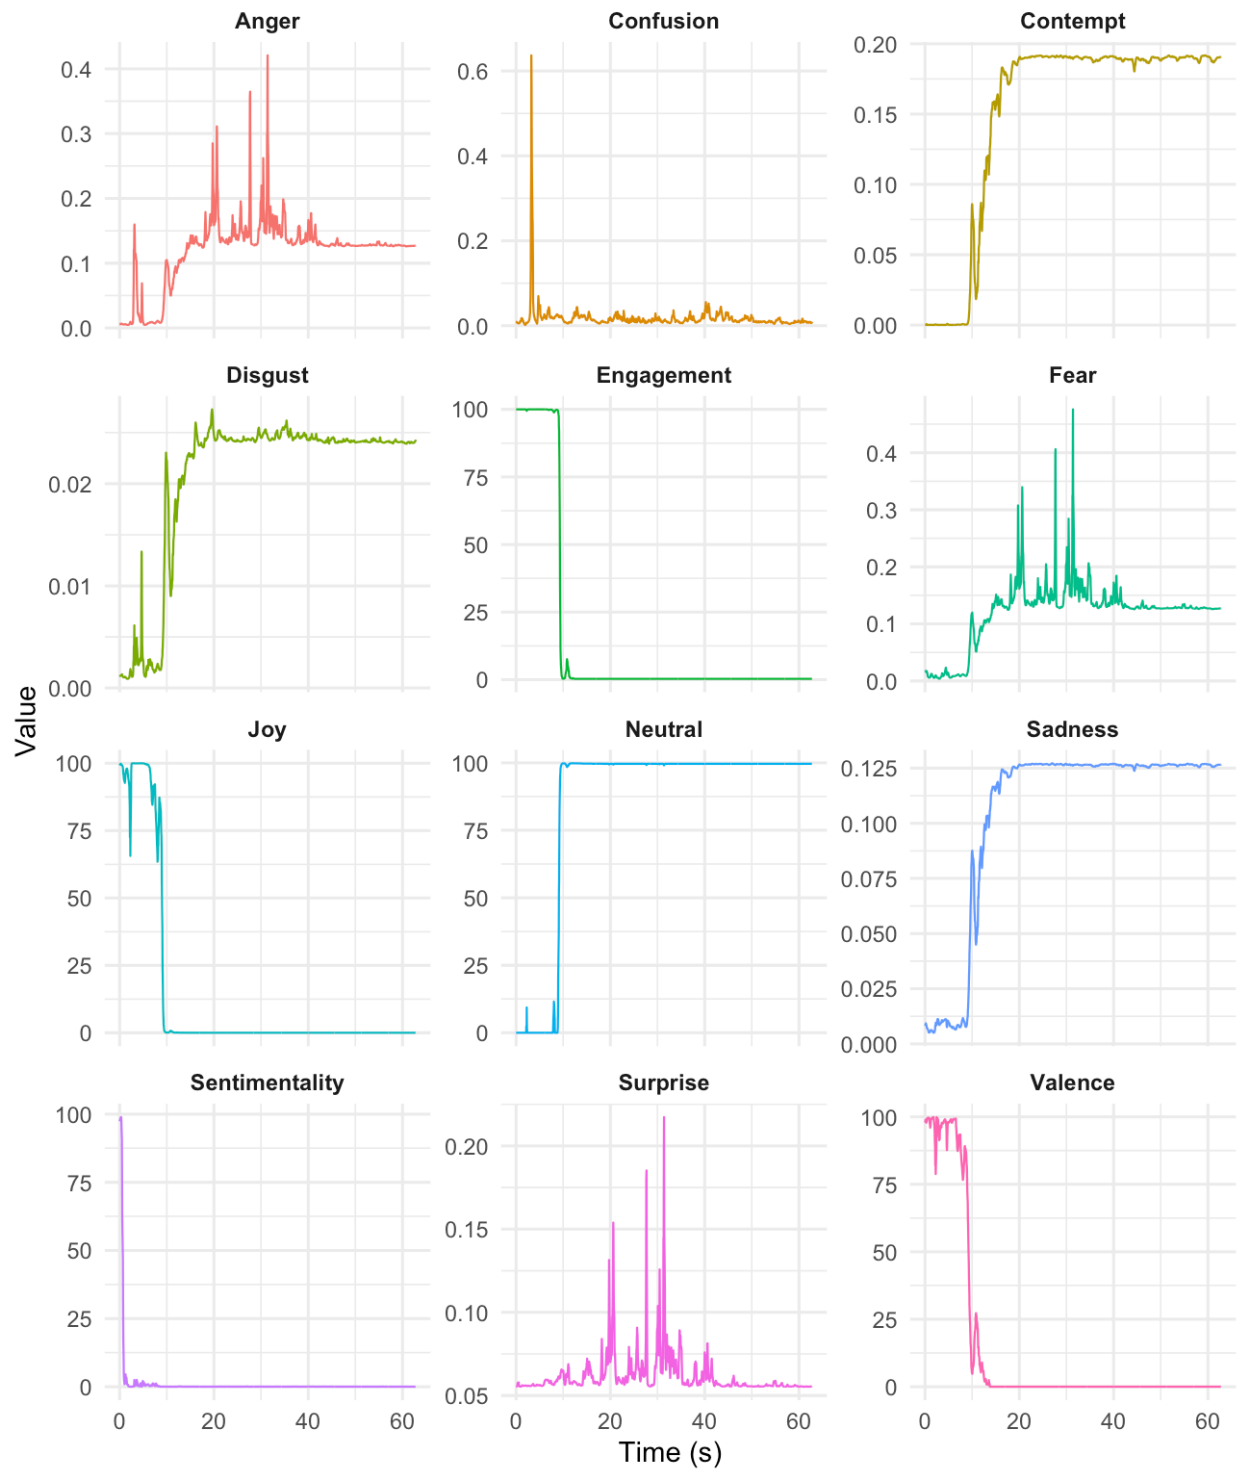 Anger Confusion Contempt
0.4 0.3 0.2 0.1 0.0
0.6 0.4 0.2 0.0
0.20 0.15 0.10 0.05 0.00
Disgust Engagement Fear
0.02 0.01 0.00
100 75 50 25 0
0.4 0.3 0.2 0.1 0.0
Value
Joy Neutral Sadness
100 75 50 25 0
100 75 50 25 0
0.125 0.100 0.075 0.050 0.025 0.000
Sentimentality Surprise Valence
100 75 50 25 0
0.20 0.15 0.10 0.05
100 75 50 25 0
0 20 40 60 0 20 40 60 0 20 40 60
Time (s)